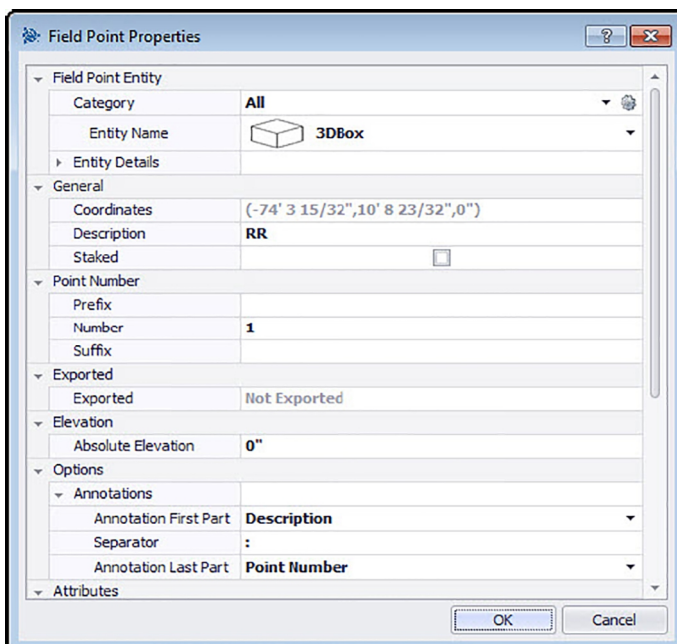 Field Point Properties
Field Point Entity
Category All
Entity Name 3DBox
Entity Details
General
Coordinates (-74' 3 15/32",10' 8 23/32",0")
Description RR
Staked
Point Number
Prefix
Number 1
Suffix
Exported
Exported Not Exported
Elevation
Absolute Elevation 0"
Options
Annotations
Annotation First Part Description
Separator :
Annotation Last Part Point Number
Attributes
OK Cancel